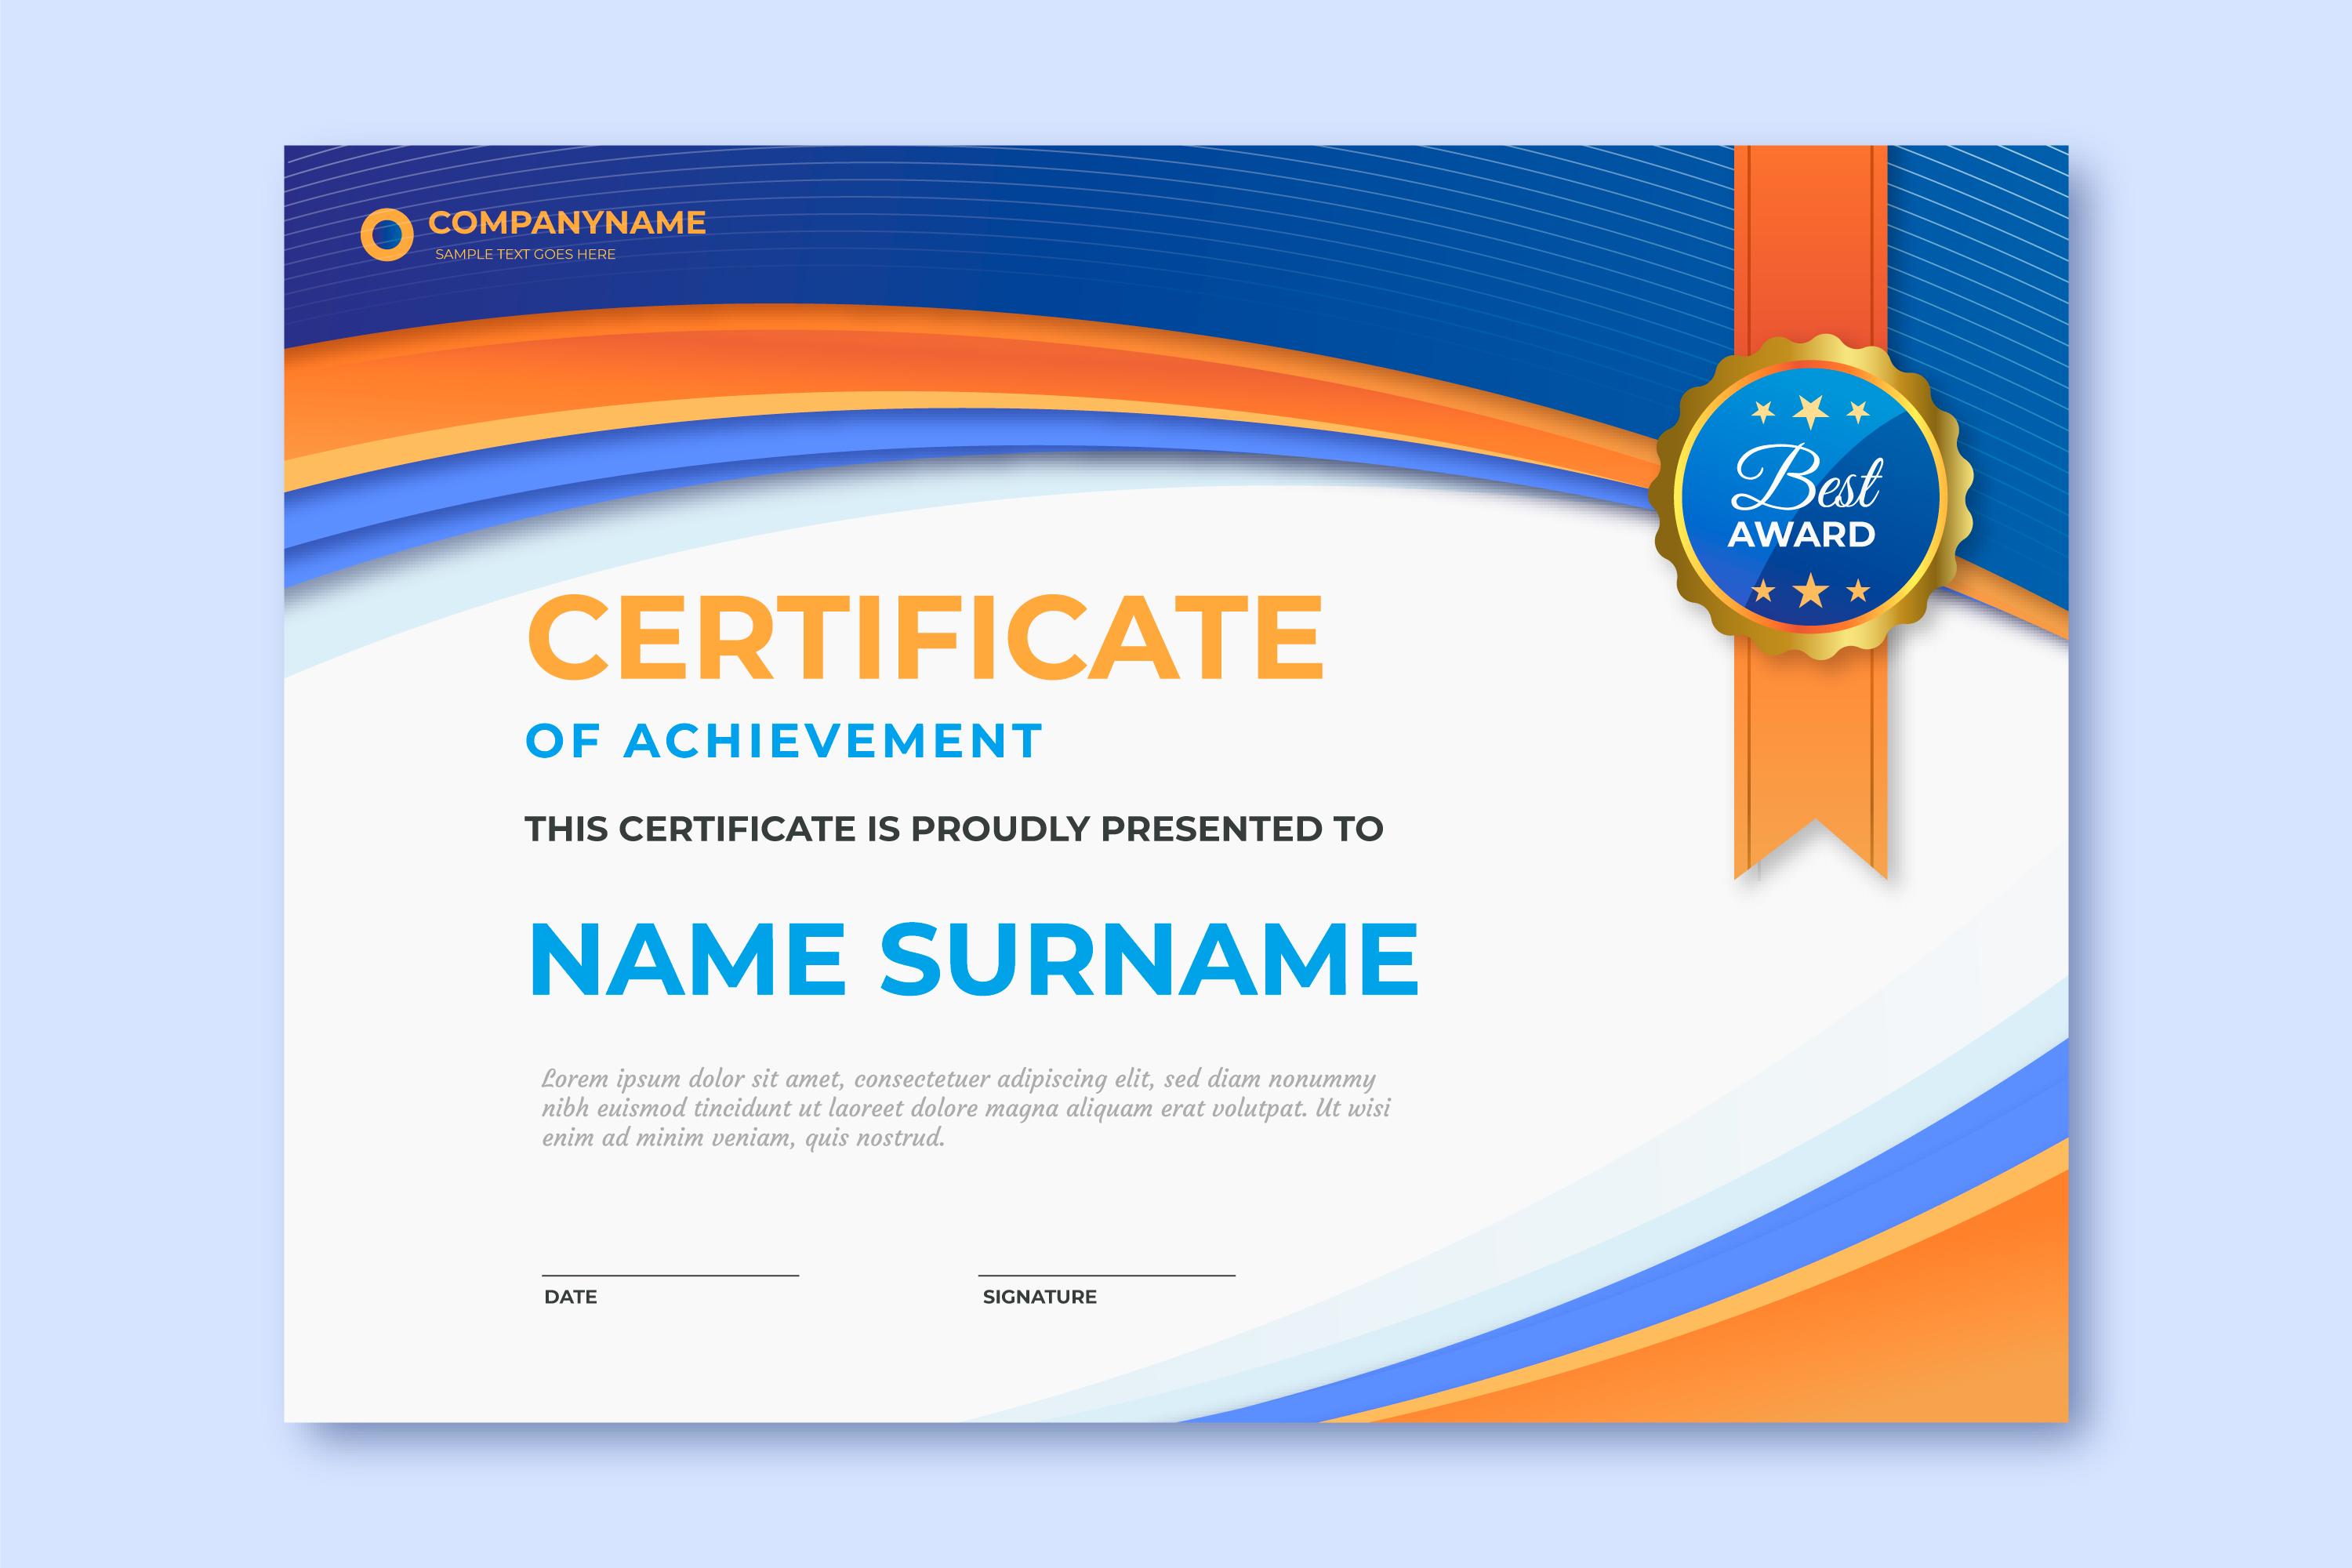 COMPANYNAME
SAMPLE TEXT GOES HERE
Best
AWARD
CERTIFICATE
OF ACHIEVEMENT
THIS CERTIFICATE IS PROUDLY PRESENTED TO
NAME SURNAME
Lorem ipsum dolor sit amet, consectetuer adipiscing elit, sed diam nonummy
nibh euismod tincidunt ut laoreet dolore magna aliquam erat volutpat. Ut wisi
enim ad minim veniam, quis nostrud.
DATE
SIGNATURE